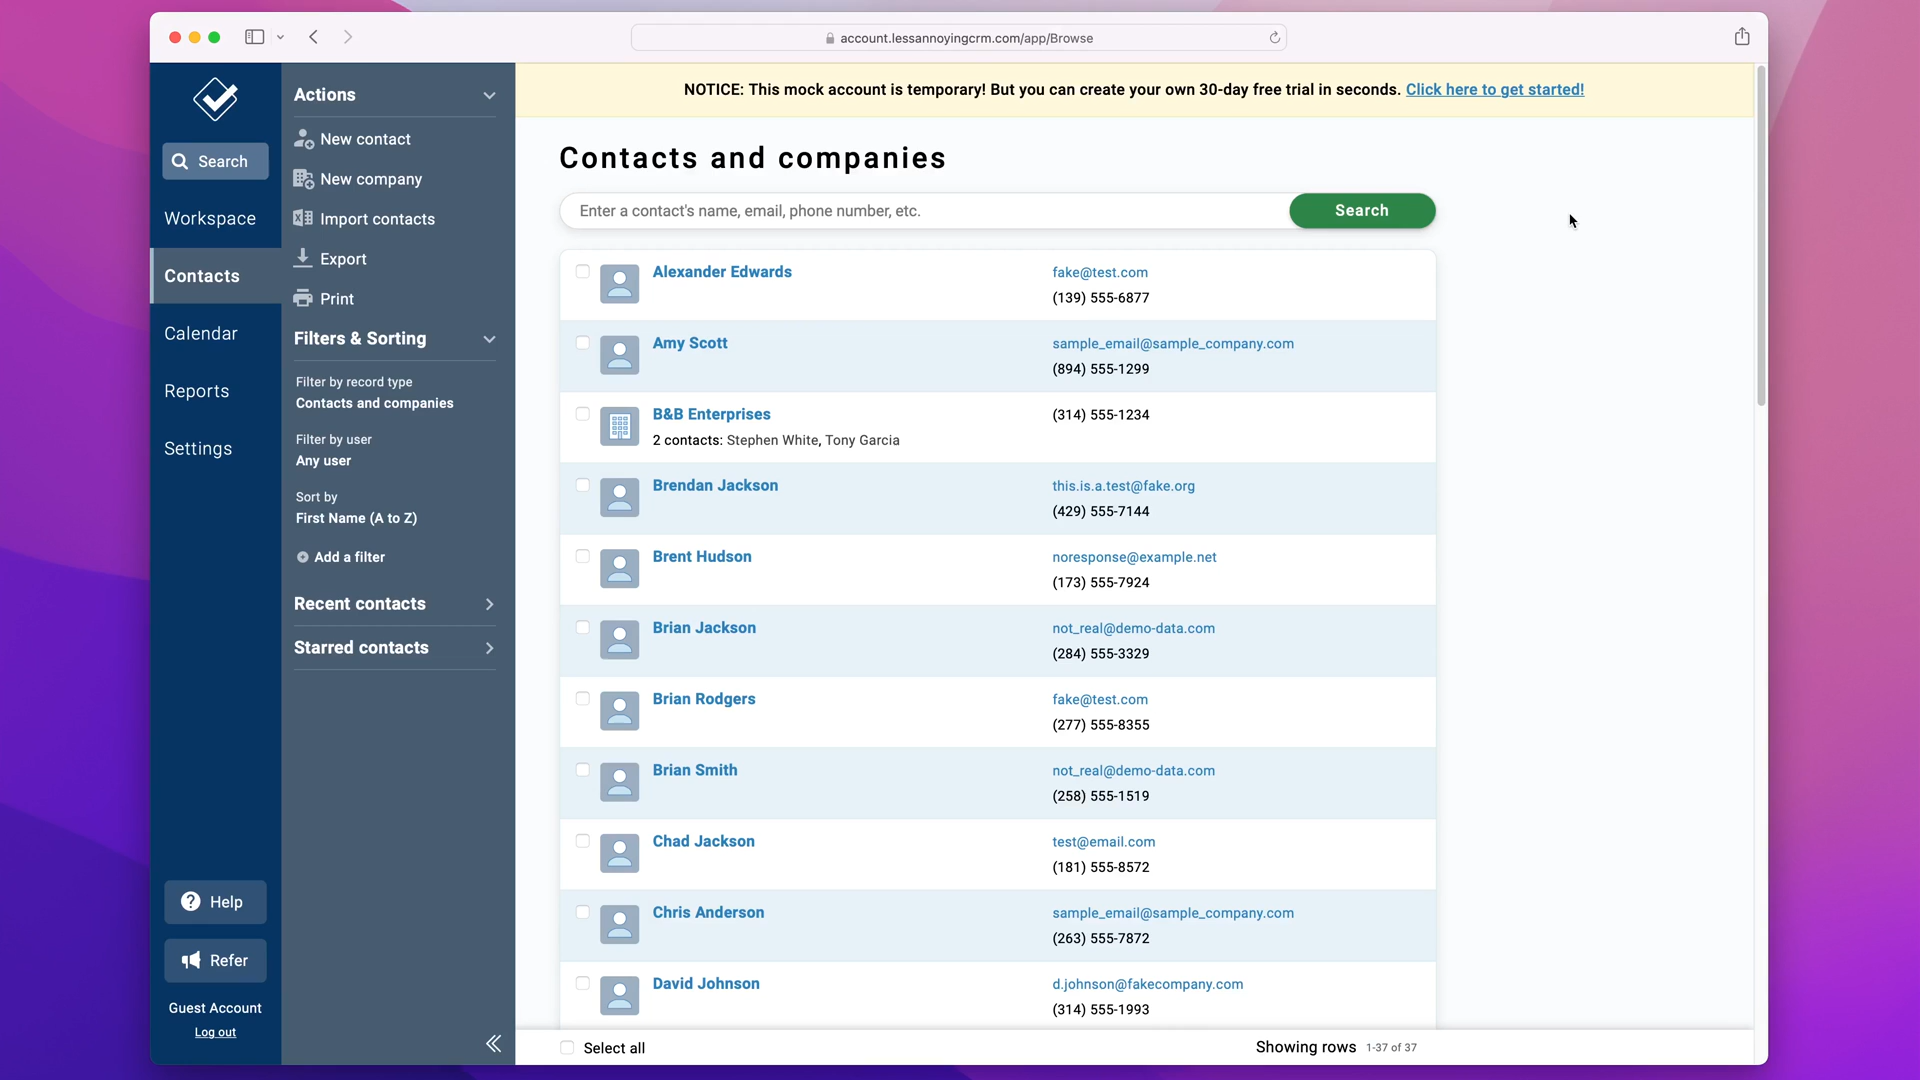 account.lessannoyingcrm.com/app/Browse
Search
Workspace
Contacts
Calendar
Reports
Settings
Help
Refer
Guest Account
Log out
Actions
New contact
New company
Import contacts
Export
Print
Filters & Sorting
Filter by record type
Contacts and companies
Filter by user
Any user
Sort by
First Name (A to Z)
Add a filter
Recent contacts
Starred contacts
NOTICE: This mock account is temporary! But you can create your own 30-day free trial in seconds. Click here to get started!
Contacts and companies
Enter a contact's name, email, phone number, etc.
Search
Alexander Edwards
fake@test.com
(139) 555-6877
Amy Scott
sample_email@sample_company.com
(894) 555-1299
B&B Enterprises
2 contacts: Stephen White, Tony Garcia
(314) 555-1234
Brendan Jackson
this.is.a.test@fake.org
(429) 555-7144
Brent Hudson
noresponse@example.net
(173) 555-7924
Brian Jackson
not_real@demo-data.com
(284) 555-3329
Brian Rodgers
fake@test.com
(277) 555-8355
Brian Smith
not_real@demo-data.com
(258) 555-1519
Chad Jackson
test@email.com
(181) 555-8572
Chris Anderson
sample_email@sample_company.com
(263) 555-7872
David Johnson
d.johnson@fakecompany.com
(314) 555-1993
Select all
Showing rows 1-37 of 37